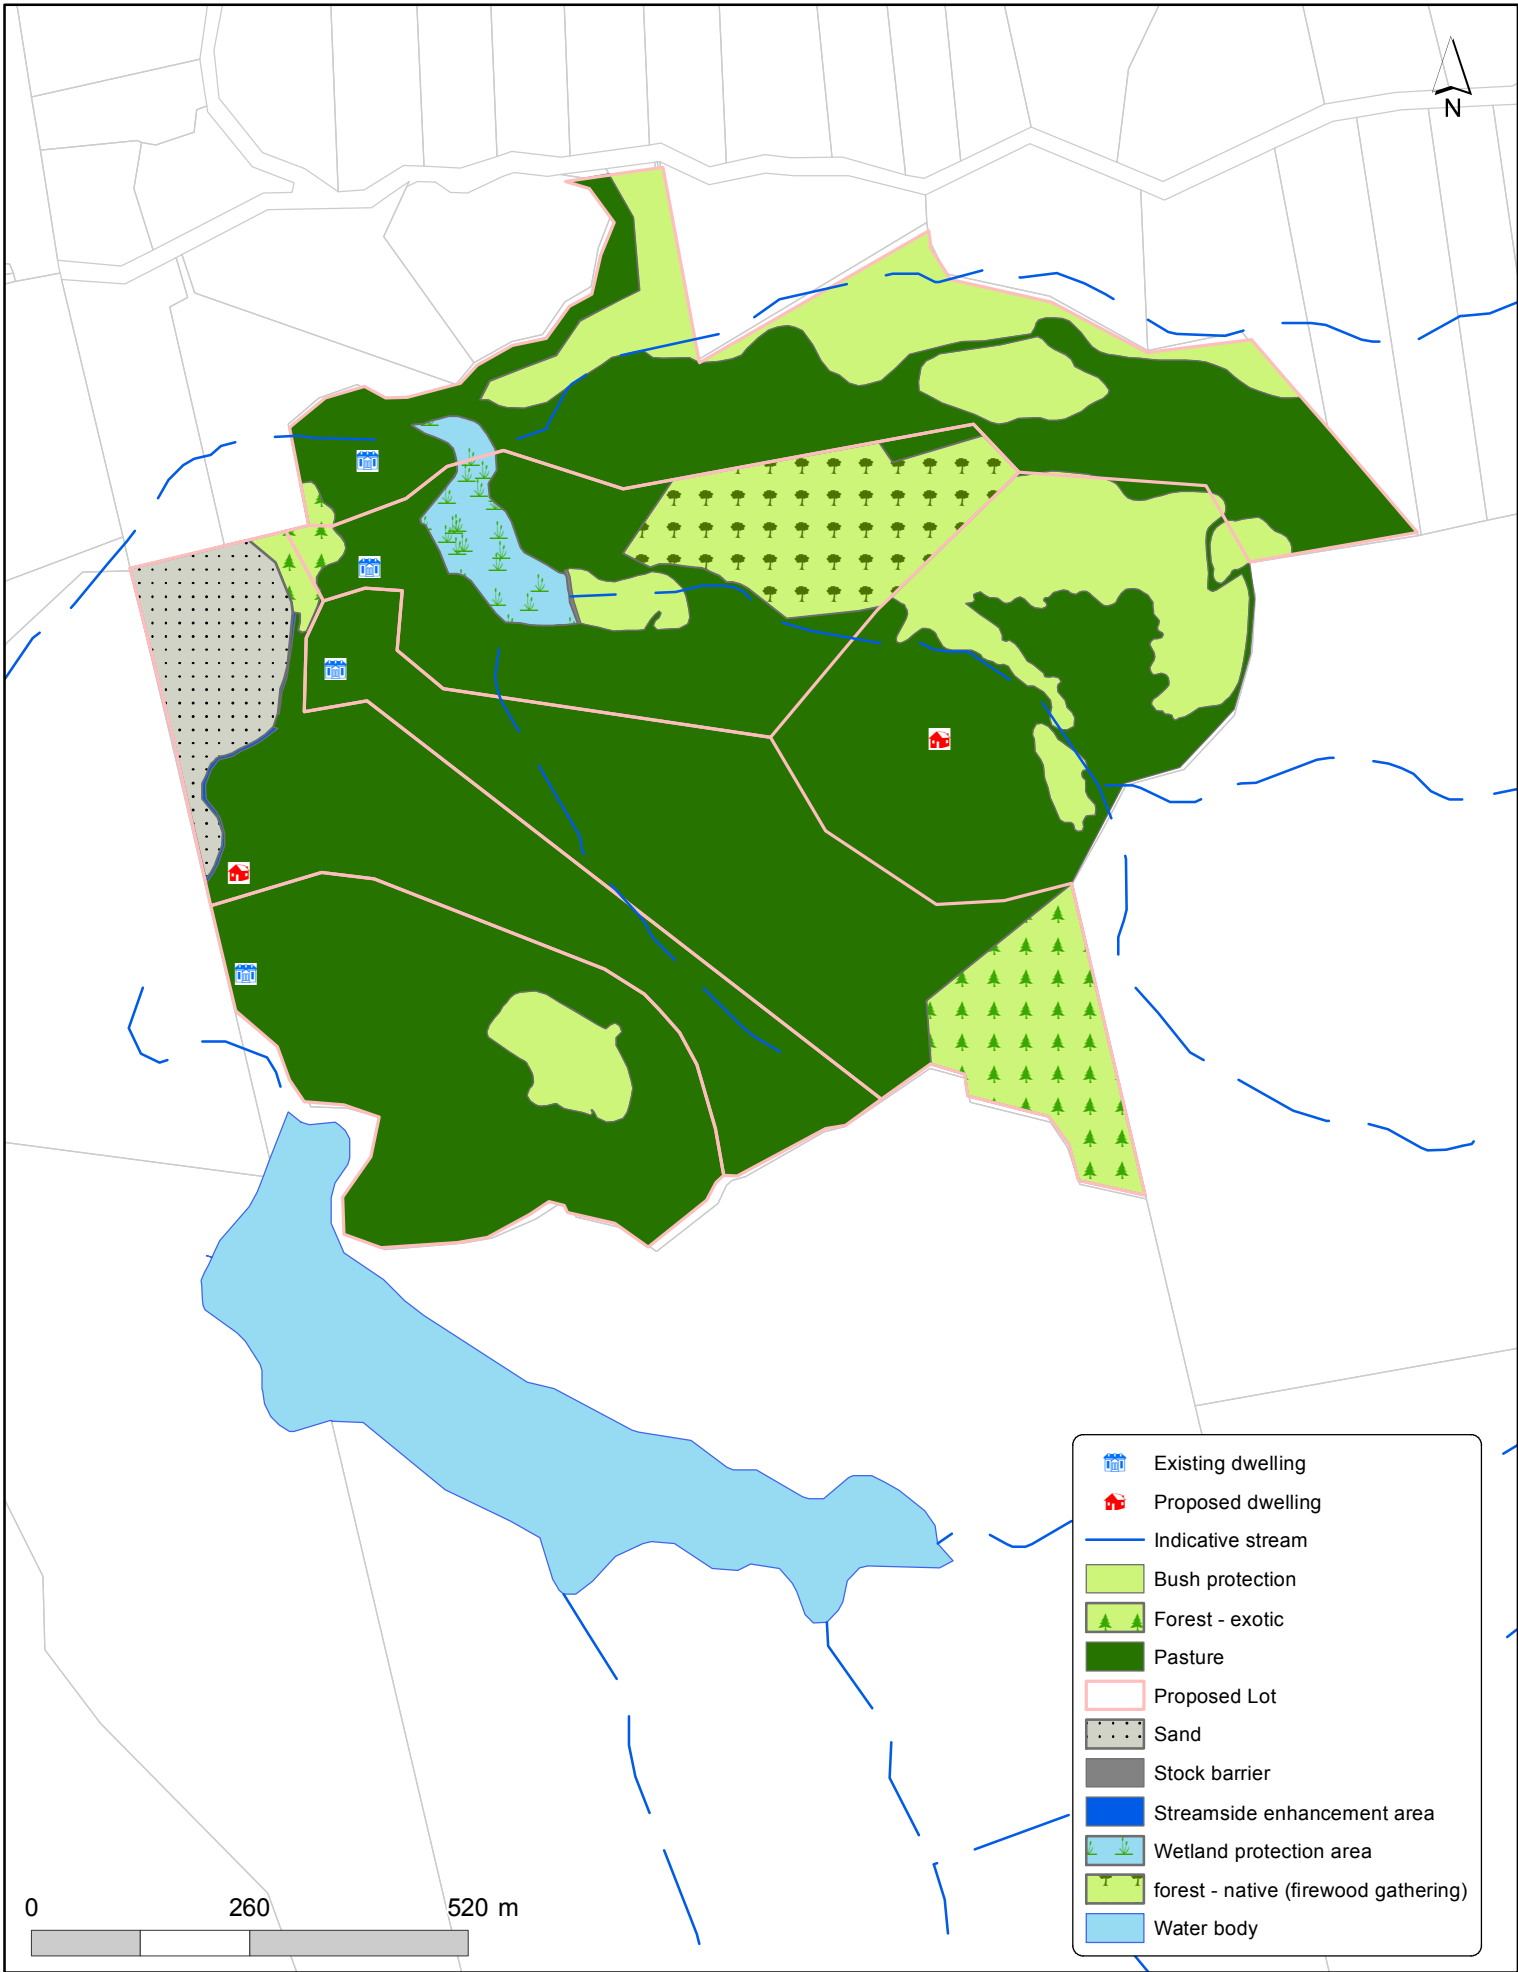 N
Existing dwelling
Proposed dwelling
Indicative stream
Bush protection
Forest - exotic
Pasture
Proposed Lot
Sand
Stock barrier
Streamside enhancement area
Wetland protection area
forest - native (firewood gathering)
Water body
0 260 520 m